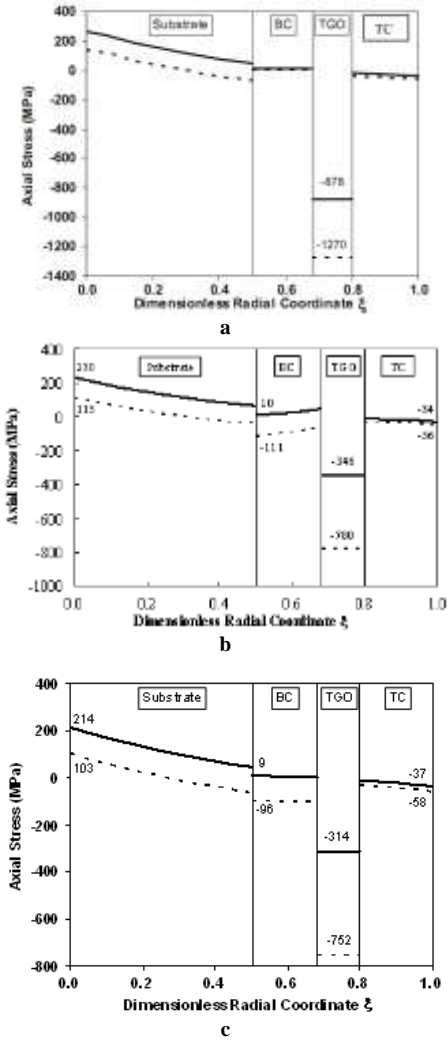 400
Substrate
BC
TGO
TC
200
0
-200
-400
-600
-800
-878
-1000
-1200
-1270
-1400
Axial Stress (MPa)
0.0
0.2
0.4
0.6
0.8
1.0
Dimensionless Radial Coordinate ξ
a
400
Substrate
BC
TGO
TC
230
200
115
10
-34
0
-36
-111
-200
-346
-400
-600
-780
-800
-1000
Axial Stress (MPa)
0.0
0.2
0.4
0.6
0.8
1.0
Dimensionless Radial Coordinate ξ
b
400
Substrate
BC
TGO
TC
214
200
103
9
-37
0
-58
-96
-200
-314
-400
-600
-752
-800
Axial Stress (MPa)
0.0
0.2
0.4
0.6
0.8
1.0
Dimensionless Radial Coordinate ξ
c